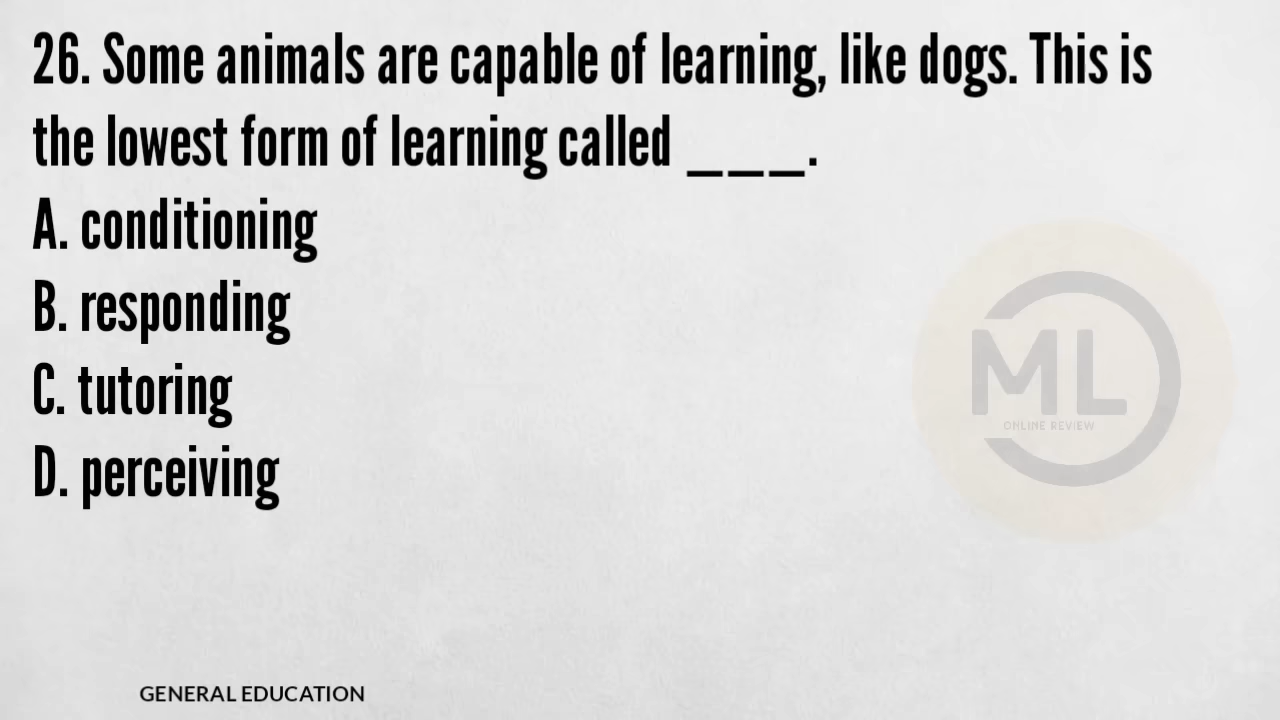 26. Some animals are capable of learning, like dogs. This is
the lowest form of learning called ___.
A. conditioning
B. responding
C. tutoring
D. perceiving
ML
ONLINE REVIEW
GENERAL EDUCATION